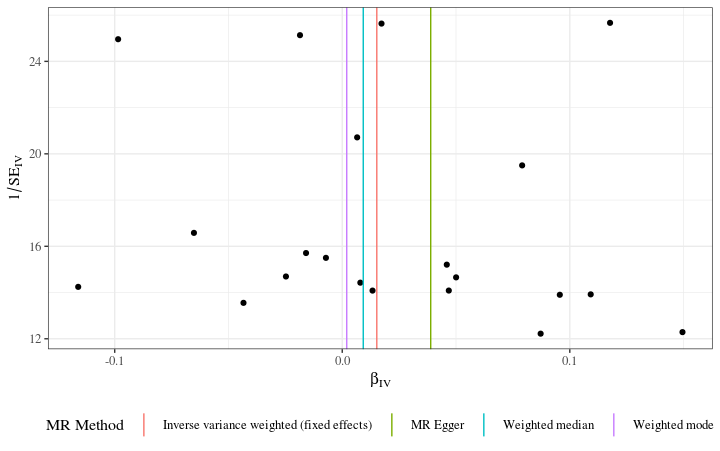 24
20
16
12
1/SE_IV
-0.1 0.0 0.1
β_IV
MR Method Inverse variance weighted (fixed effects) MR Egger Weighted median Weighted mode